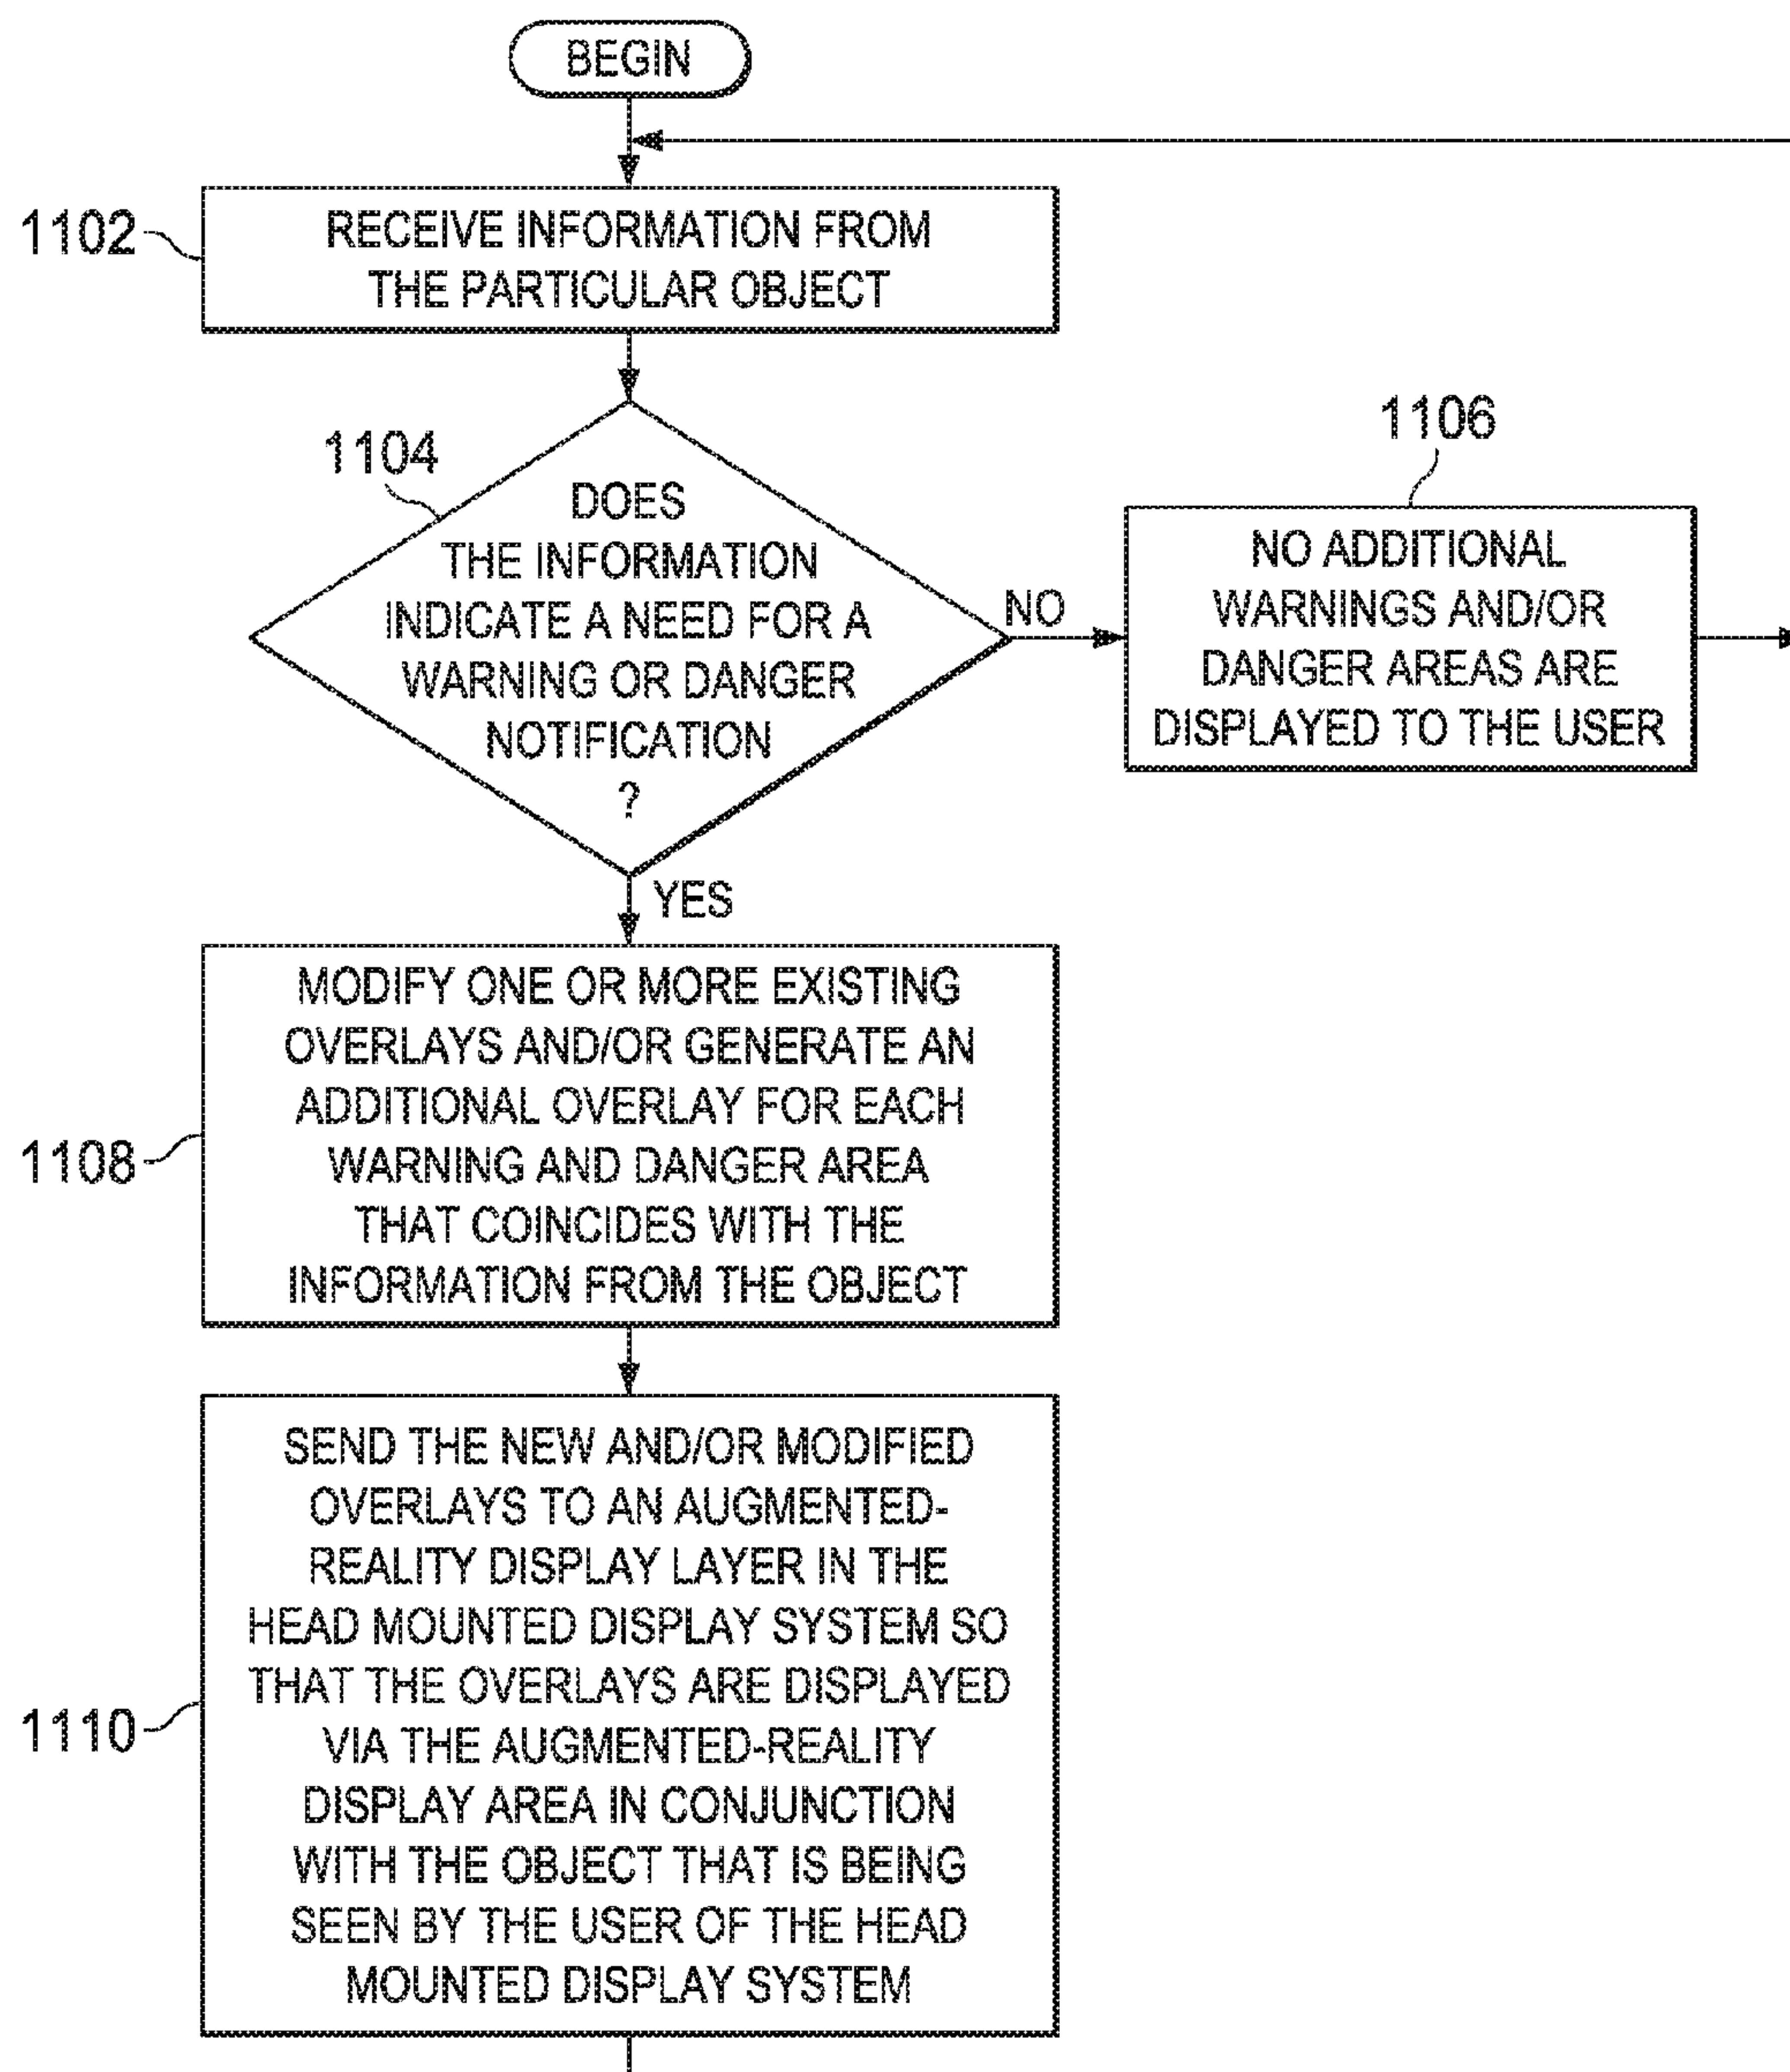 BEGIN
1102
RECEIVE INFORMATION FROM
THE PARTICULAR OBJECT
1104
DOES
THE INFORMATION
INDICATE A NEED FOR A
WARNING OR DANGER
NOTIFICATION
?
NO
1106
NO ADDITIONAL
WARNINGS AND/OR
DANGER AREAS ARE
DISPLAYED TO THE USER
YES
1108
MODIFY ONE OR MORE EXISTING
OVERLAYS AND/OR GENERATE AN
ADDITIONAL OVERLAY FOR EACH
WARNING AND DANGER AREA
THAT COINCIDES WITH THE
INFORMATION FROM THE OBJECT
1110
SEND THE NEW AND/OR MODIFIED
OVERLAYS TO AN AUGMENTED-
REALITY DISPLAY LAYER IN THE
HEAD MOUNTED DISPLAY SYSTEM SO
THAT THE OVERLAYS ARE DISPLAYED
VIA THE AUGMENTED-REALITY
DISPLAY AREA IN CONJUNCTION
WITH THE OBJECT THAT IS BEING
SEEN BY THE USER OF THE HEAD
MOUNTED DISPLAY SYSTEM